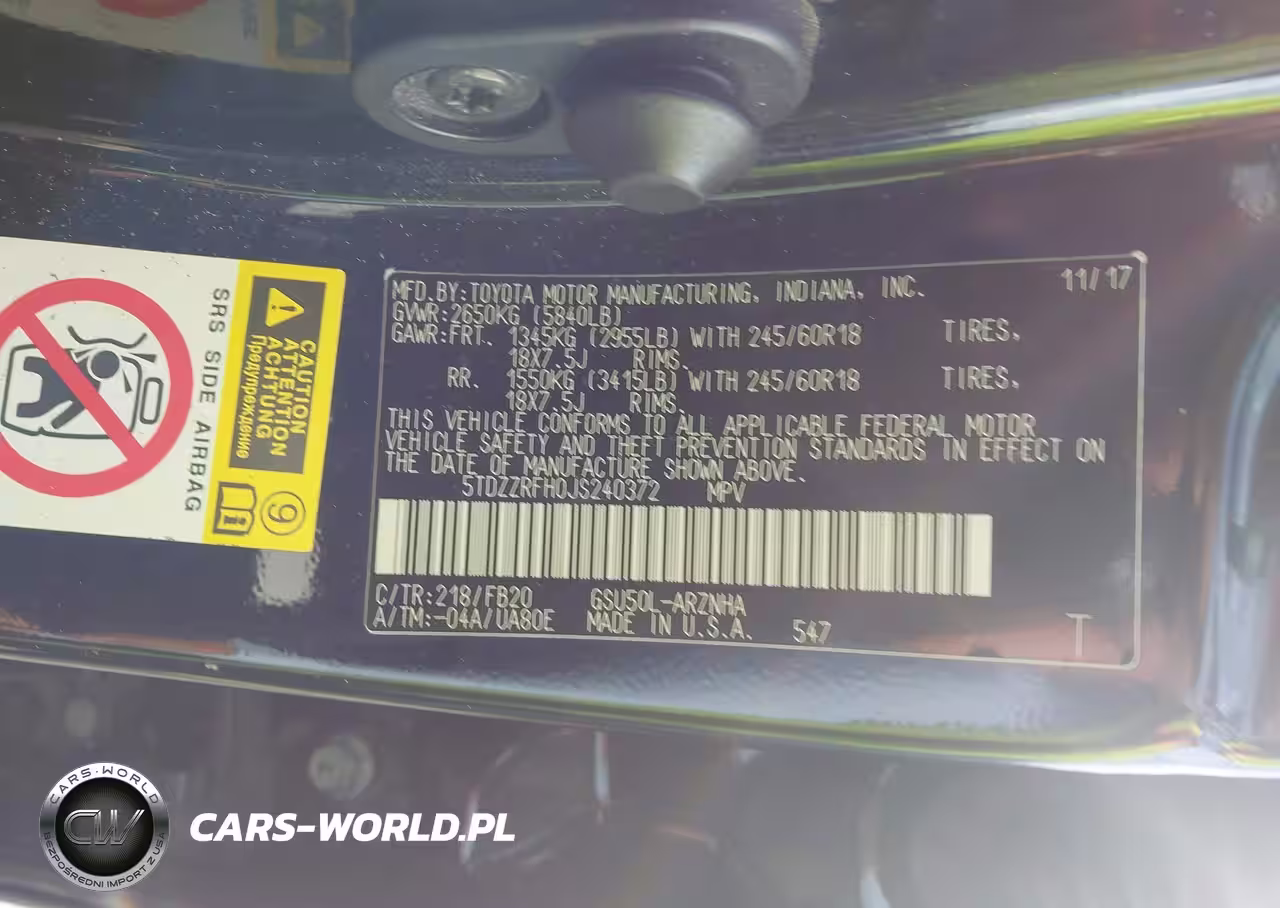 SRS SIDE AIRBAG
CAUTION
ATTENTION
ACHTUNG
Предупреждение
9
MFD.BY:TOYOTA MOTOR MANUFACTURING, INDIANA, INC. 11/17
GVWR:2650KG (5840LB)
GAWR:FRT. 1345KG (2955LB) WITH 245/60R18 TIRES,
18X7.5J RIMS.
RR. 1550KG (3415LB) WITH 245/60R18 TIRES,
18X7.5J RIMS.
THIS VEHICLE CONFORMS TO ALL APPLICABLE FEDERAL MOTOR
VEHICLE SAFETY AND THEFT PREVENTION STANDARDS IN EFFECT ON
THE DATE OF MANUFACTURE SHOWN ABOVE.
5TDZZRFH0JS240372 MPV
C/TR:218/FB20 GSU50L-ARZNHA
A/TM:-04A/UA80E MADE IN U.S.A. 547 T
CARS-WORLD
CW
BEZPOŚREDNI IMPORT Z USA
CARS-WORLD.PL